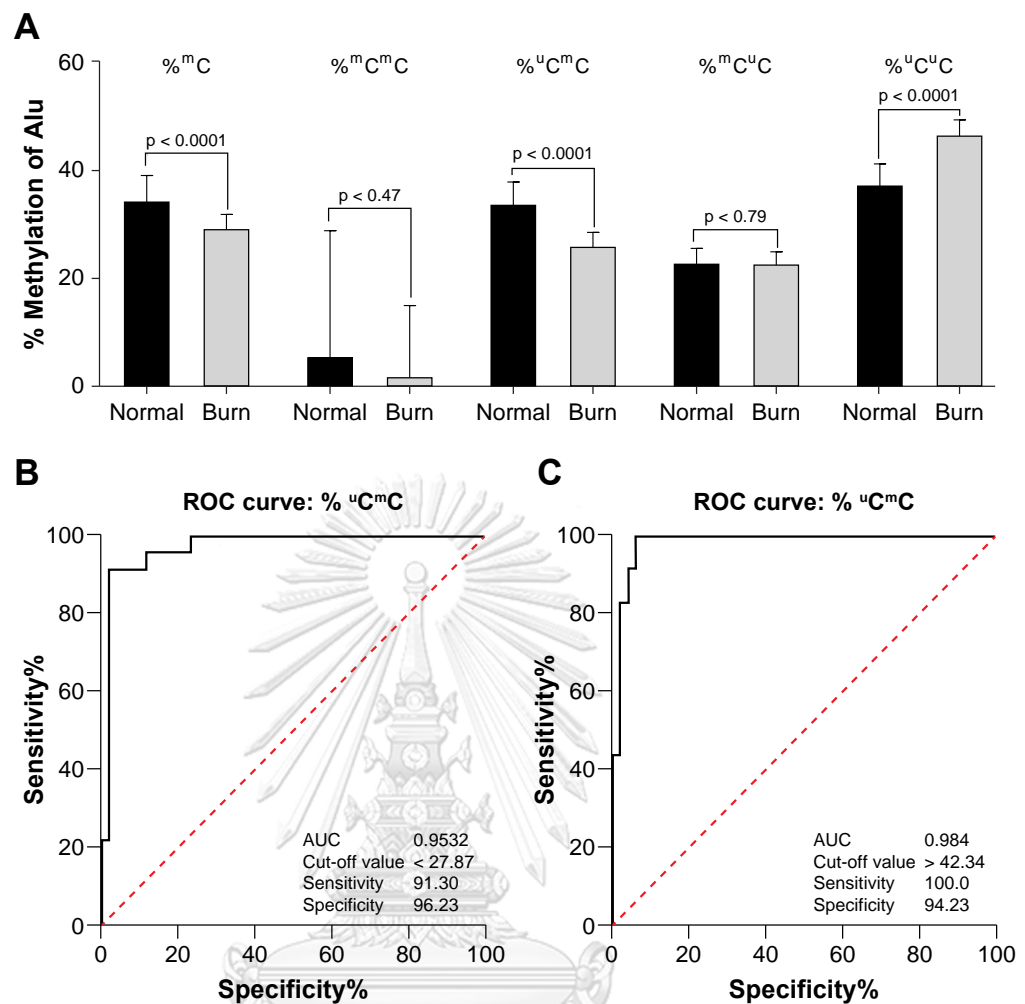 A
% Methylation of Alu
60
40
20
0
%ᵐC
%ᵐCᵐC
%ᵘCᵐC
%ᵐCᵘC
%ᵘCᵘC
p < 0.0001
p < 0.47
p < 0.0001
p < 0.79
p < 0.0001
Normal Burn Normal Burn Normal Burn Normal Burn Normal Burn
B
ROC curve: % ᵘCᵐC
Sensitivity%
100
80
60
40
20
0
AUC 0.9532
Cut-off value < 27.87
Sensitivity 91.30
Specificity 96.23
0 20 40 60 80 100
Specificity%
C
ROC curve: % ᵘCᵐC
Sensitivity%
100
80
60
40
20
0
AUC 0.984
Cut-off value > 42.34
Sensitivity 100.0
Specificity 94.23
0 20 40 60 80 100
Specificity%